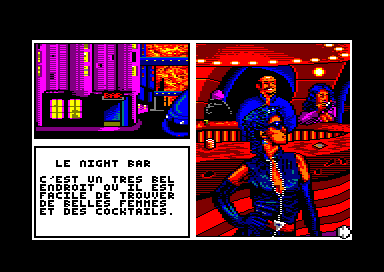 LE NIGHT BAR
C'EST UN TRES BEL
ENDROIT OU IL EST
FACILE DE TROUVER
DE BELLES FEMMES
ET DES COCKTAILS.